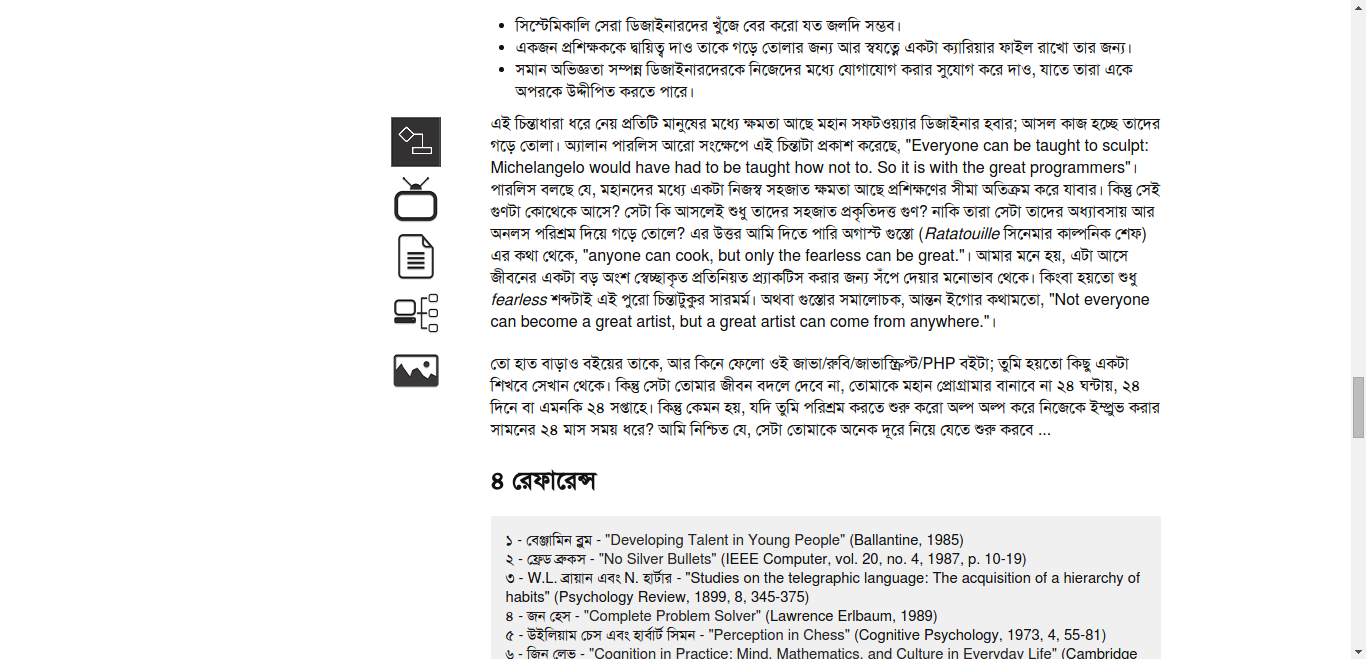 সিস্টেমিকালি সেরা ডিজাইনারদের খুঁজে বের করো যত জলদি সম্ভব।
একজন প্রশিক্ষককে দ্বায়িত্ব দাও তাকে গড়ে তোলার জন্য আর স্বযত্নে একটা ক্যারিয়ার ফাইল রাখো তার জন্য।
সমান অভিজ্ঞতা সম্পন্ন ডিজাইনারদেরকে নিজেদের মধ্যে যোগাযোগ করার সুযোগ করে দাও, যাতে তারা একে
অপরকে উদ্দীপিত করতে পারে।
এই চিন্তাধারা ধরে নেয় প্রতিটি মানুষের মধ্যে ক্ষমতা আছে মহান সফটওয়্যার ডিজাইনার হবার; আসল কাজ হচ্ছে তাদের
গড়ে তোলা। অ্যালান পারলিস আরো সংক্ষেপে এই চিন্তাটা প্রকাশ করেছে, "Everyone can be taught to sculpt:
Michelangelo would have had to be taught how not to. So it is with the great programmers"।
পারলিস বলছে যে, মহানদের মধ্যে একটা নিজস্ব সহজাত ক্ষমতা আছে প্রশিক্ষণের সীমা অতিক্রম করে যাবার। কিন্তু সেই
গুণটা কোথেকে আসে? সেটা কি আসলেই শুধু তাদের সহজাত প্রকৃতিদত্ত গুণ? নাকি তারা সেটা তাদের অধ্যাবসায় আর
অনলস পরিশ্রম দিয়ে গড়ে তোলে? এর উত্তর আমি দিতে পারি অগাস্ট গুস্তো (Ratatouille সিনেমার কাল্পনিক শেফ)
এর কথা থেকে, "anyone can cook, but only the fearless can be great."। আমার মনে হয়, এটা আসে
জীবনের একটা বড় অংশ স্বেচ্ছাকৃত প্রতিনিয়ত প্র্যাকটিস করার জন্য সঁপে দেয়ার মনোভাব থেকে। কিংবা হয়তো শুধু
fearless শব্দটাই এই পুরো চিন্তাটুকুর সারমর্ম। অথবা গুস্তোর সমালোচক, আন্তন ইগোর কথামতো, "Not everyone
can become a great artist, but a great artist can come from anywhere."।
তো হাত বাড়াও বইয়ের তাকে, আর কিনে ফেলো ওই জাভা/রুবি/জাভাস্ক্রিপ্ট/PHP বইটা; তুমি হয়তো কিছু একটা
শিখবে সেখান থেকে। কিন্তু সেটা তোমার জীবন বদলে দেবে না, তোমাকে মহান প্রোগ্রামার বানাবে না ২৪ ঘন্টায়, ২৪
দিনে বা এমনকি ২৪ সপ্তাহে। কিন্তু কেমন হয়, যদি তুমি পরিশ্রম করতে শুরু করো অল্প অল্প করে নিজেকে ইম্প্রুভ করার
সামনের ২৪ মাস সময় ধরে? আমি নিশ্চিত যে, সেটা তোমাকে অনেক দূরে নিয়ে যেতে শুরু করবে ...
৪ রেফারেন্স
১ - বেঞ্জামিন ব্লুম - "Developing Talent in Young People" (Ballantine, 1985)
২ - ফ্রেড ব্রুকস - "No Silver Bullets" (IEEE Computer, vol. 20, no. 4, 1987, p. 10-19)
৩ - W.L. ব্রায়ান এবং N. হার্টার - "Studies on the telegraphic language: The acquisition of a hierarchy of
habits" (Psychology Review, 1899, 8, 345-375)
৪ - জন হেস - "Complete Problem Solver" (Lawrence Erlbaum, 1989)
৫ - উইলিয়াম চেস এবং হার্বার্ট সিমন - "Perception in Chess" (Cognitive Psychology, 1973, 4, 55-81)
৬ - জিন লেভ - "Cognition in Practice: Mind, Mathematics, and Culture in Everyday Life" (Cambridge